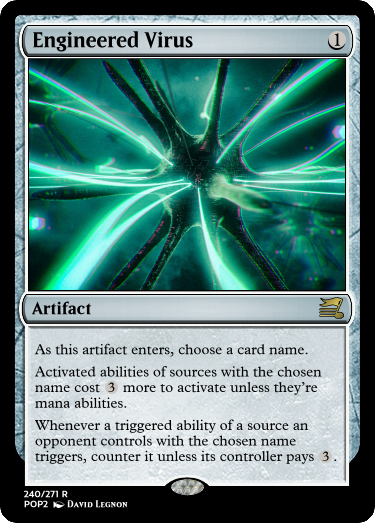 Engineered Virus 1
Artifact
As this artifact enters, choose a card name.
Activated abilities of sources with the chosen
name cost 3 more to activate unless they're
mana abilities.
Whenever a triggered ability of a source an
opponent controls with the chosen name
triggers, counter it unless its controller pays 3.
240/271 R
POP2 David Legnon